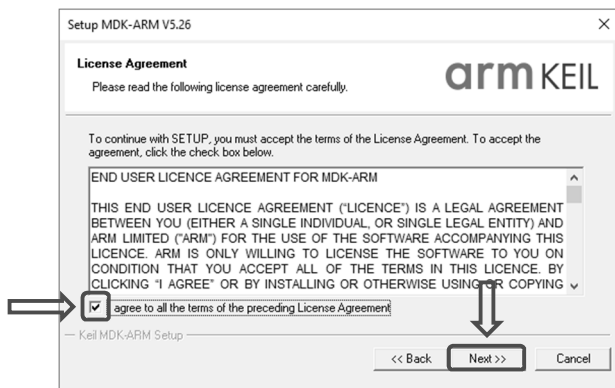 Setup MDK-ARM V5.26
License Agreement
Please read the following license agreement carefully.
arm KEIL
To continue with SETUP, you must accept the terms of the License Agreement. To accept the
agreement, click the check box below.
END USER LICENCE AGREEMENT FOR MDK-ARM
THIS END USER LICENCE AGREEMENT ("LICENCE") IS A LEGAL AGREEMENT
BETWEEN YOU (EITHER A SINGLE INDIVIDUAL, OR SINGLE LEGAL ENTITY) AND
ARM LIMITED ("ARM") FOR THE USE OF THE SOFTWARE ACCOMPANYING THIS
LICENCE. ARM IS ONLY WILLING TO LICENSE THE SOFTWARE TO YOU ON
CONDITION THAT YOU ACCEPT ALL OF THE TERMS IN THIS LICENCE. BY
CLICKING "I AGREE" OR BY INSTALLING OR OTHERWISE USING OR COPYING
agree to all the terms of the preceding License Agreement
Keil MDK-ARM Setup
<< Back
Next >>
Cancel